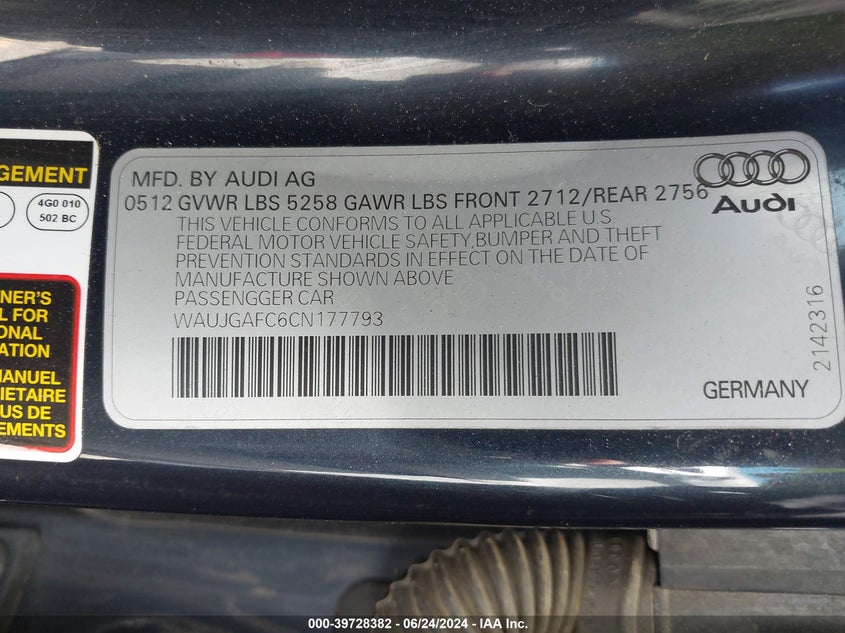 GEMENT
4G0 010
502 BC
NER'S
L FOR
ONAL
ATION
MANUEL
IETAIRE
US DE
EMENTS
MFD. BY AUDI AG
0512 GVWR LBS 5258 GAWR LBS FRONT 2712/REAR 2756
THIS VEHICLE CONFORMS TO ALL APPLICABLE U.S
FEDERAL MOTOR VEHICLE SAFETY,BUMPER AND THEFT
PREVENTION STANDARDS IN EFFECT ON THE DATE OF
MANUFACTURE SHOWN ABOVE
PASSENGGER CAR
WAUJGAFC6CN177793
Audi
2142316
GERMANY
000-39728382 - 06/24/2024 - IAA Inc.